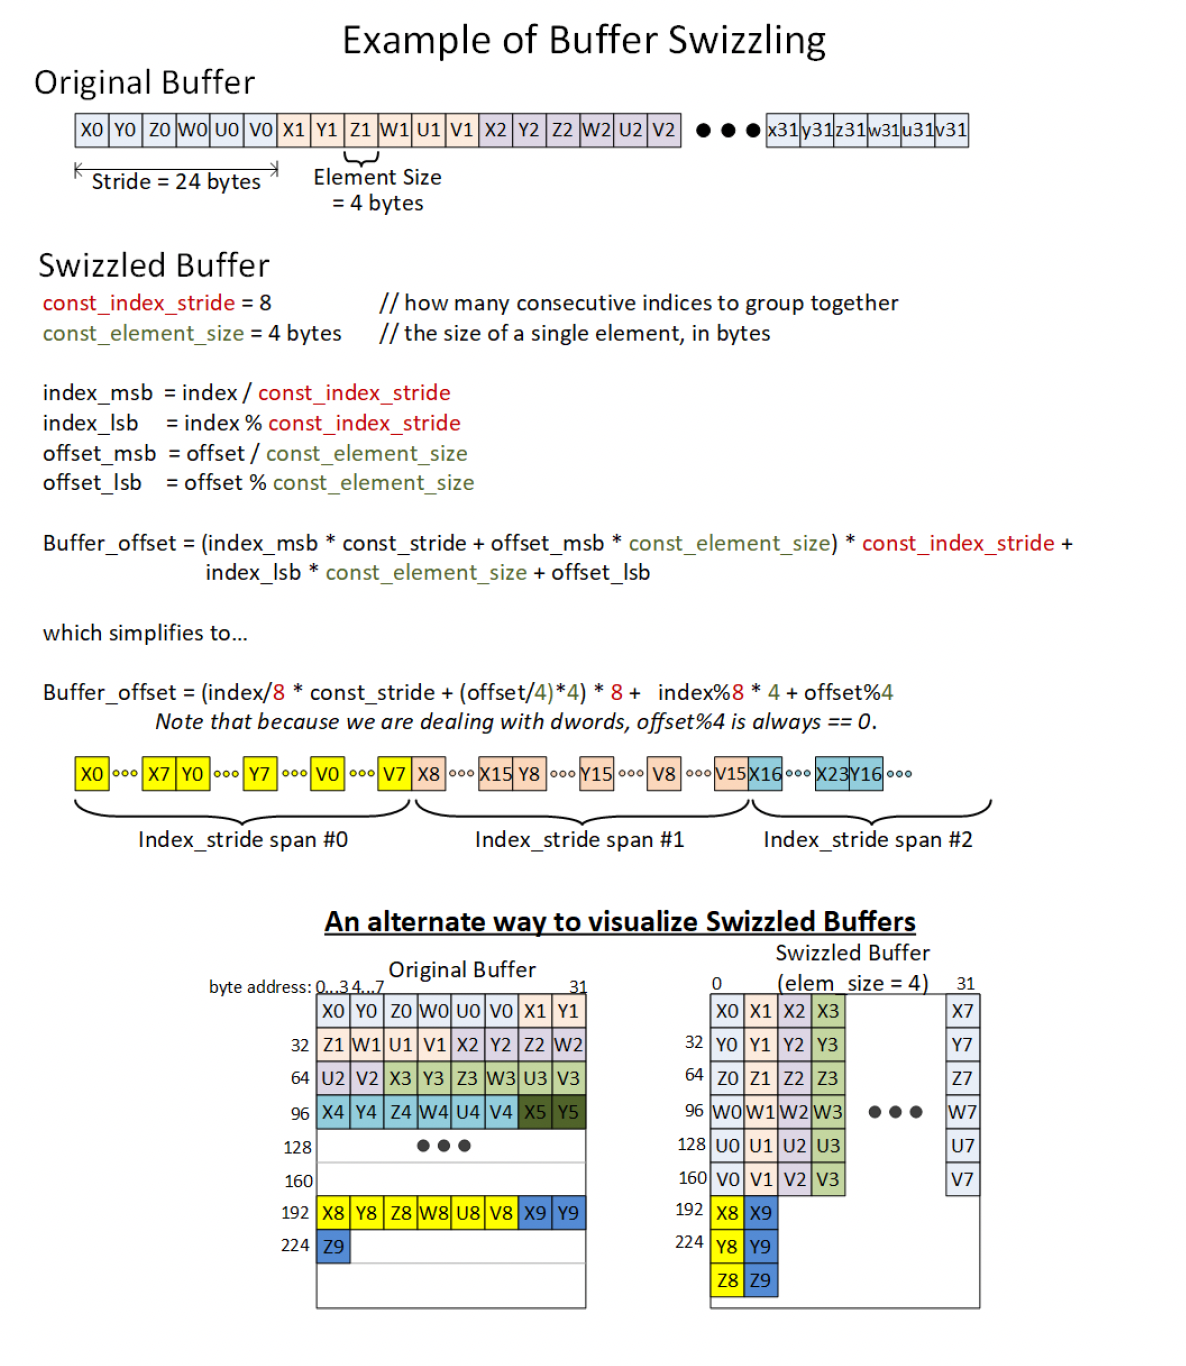 Example of Buffer Swizzling
Original Buffer
X0 Y0 Z0 W0 U0 V0 X1 Y1 Z1 W1 U1 V1 X2 Y2 Z2 W2 U2 V2 ●●● x31 y31 z31 w31 u31 v31
Stride = 24 bytes
Element Size
= 4 bytes
Swizzled Buffer
const_index_stride = 8 // how many consecutive indices to group together
const_element_size = 4 bytes // the size of a single element, in bytes
index_msb = index / const_index_stride
index_lsb = index % const_index_stride
offset_msb = offset / const_element_size
offset_lsb = offset % const_element_size
Buffer_offset = (index_msb * const_stride + offset_msb * const_element_size) * const_index_stride +
index_lsb * const_element_size + offset_lsb
which simplifies to...
Buffer_offset = (index/8 * const_stride + (offset/4)*4) * 8 + index%8 * 4 + offset%4
Note that because we are dealing with dwords, offset%4 is always == 0.
X0 ooo X7 Y0 ooo Y7 ooo V0 ooo V7 X8 ooo X15 Y8 ooo Y15 ooo V8 ooo V15 X16 ooo X23 Y16 ooo
Index_stride span #0 Index_stride span #1 Index_stride span #2
An alternate way to visualize Swizzled Buffers
Original Buffer
byte address: 0...3 4...7 31
X0 Y0 Z0 W0 U0 V0 X1 Y1
32 Z1 W1 U1 V1 X2 Y2 Z2 W2
64 U2 V2 X3 Y3 Z3 W3 U3 V3
96 X4 Y4 Z4 W4 U4 V4 X5 Y5
128 ●●●
160
192 X8 Y8 Z8 W8 U8 V8 X9 Y9
224 Z9
Swizzled Buffer
0 (elem_size = 4) 31
X0 X1 X2 X3 X7
32 Y0 Y1 Y2 Y3 Y7
64 Z0 Z1 Z2 Z3 Z7
96 W0 W1 W2 W3 ●●● W7
128 U0 U1 U2 U3 U7
160 V0 V1 V2 V3 V7
192 X8 X9
224 Y8 Y9
Z8 Z9